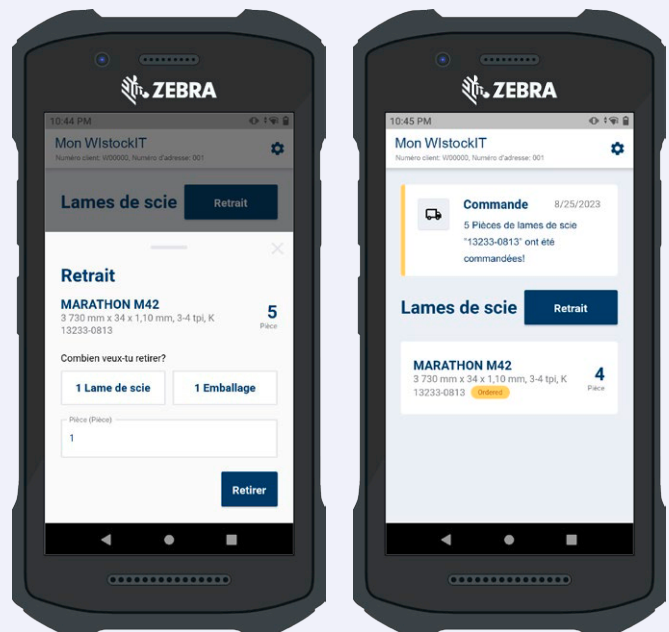 ZEBRA
10:44 PM
Mon WIstockIT
Numéro client: W00000, Numéro d'adresse: 001
Lames de scie
Retrait
Retrait
MARATHON M42
3 730 mm x 34 x 1,10 mm, 3-4 tpi, K
13233-0813
5
Pièce
Combien veux-tu retirer?
1 Lame de scie
1 Emballage
Pièce (Pièce)
1
Retirer
ZEBRA
10:45 PM
Mon WIstockIT
Numéro client: W00000, Numéro d'adresse: 001
Commande 8/25/2023
5 Pièces de lames de scie
"13233-0813" ont été
commandées!
Lames de scie
Retrait
MARATHON M42
3 730 mm x 34 x 1,10 mm, 3-4 tpi, K
13233-0813 Ordered
4
Pièce